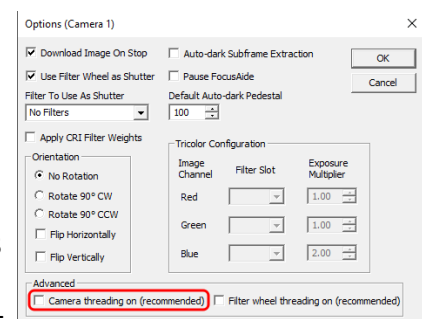 Options (Camera 1)
Download Image On Stop
Auto-dark Subframe Extraction
OK
Use Filter Wheel as Shutter
Pause FocusAide
Cancel
Filter To Use As Shutter
Default Auto-dark Pedestal
No Filters
100
Apply CRI Filter Weights
Tricolor Configuration
Orientation
Image Channel
Filter Slot
Exposure Multiplier
No Rotation
Red
1.00
Rotate 90° CW
Rotate 90° CCW
Green
1.00
Flip Horizontally
Flip Vertically
Blue
2.00
Advanced
Camera threading on (recommended)
Filter wheel threading on (recommended)